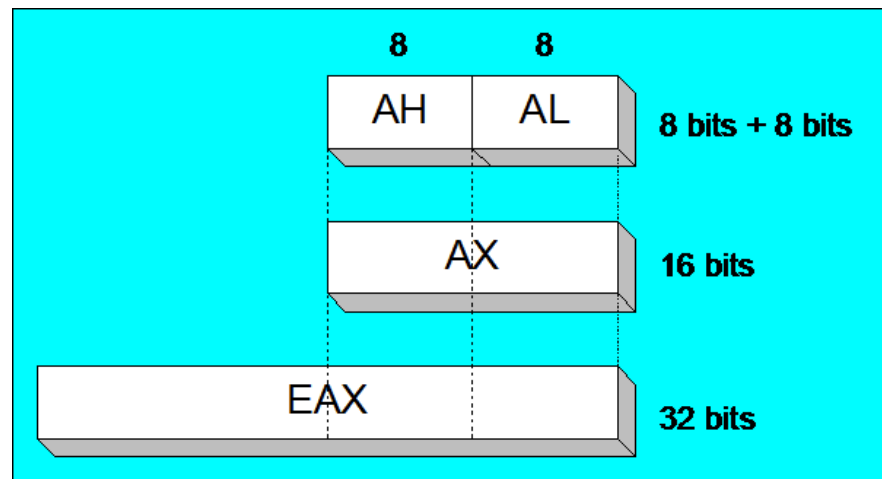 8 8
AH AL
8 bits + 8 bits
AX
16 bits
EAX
32 bits